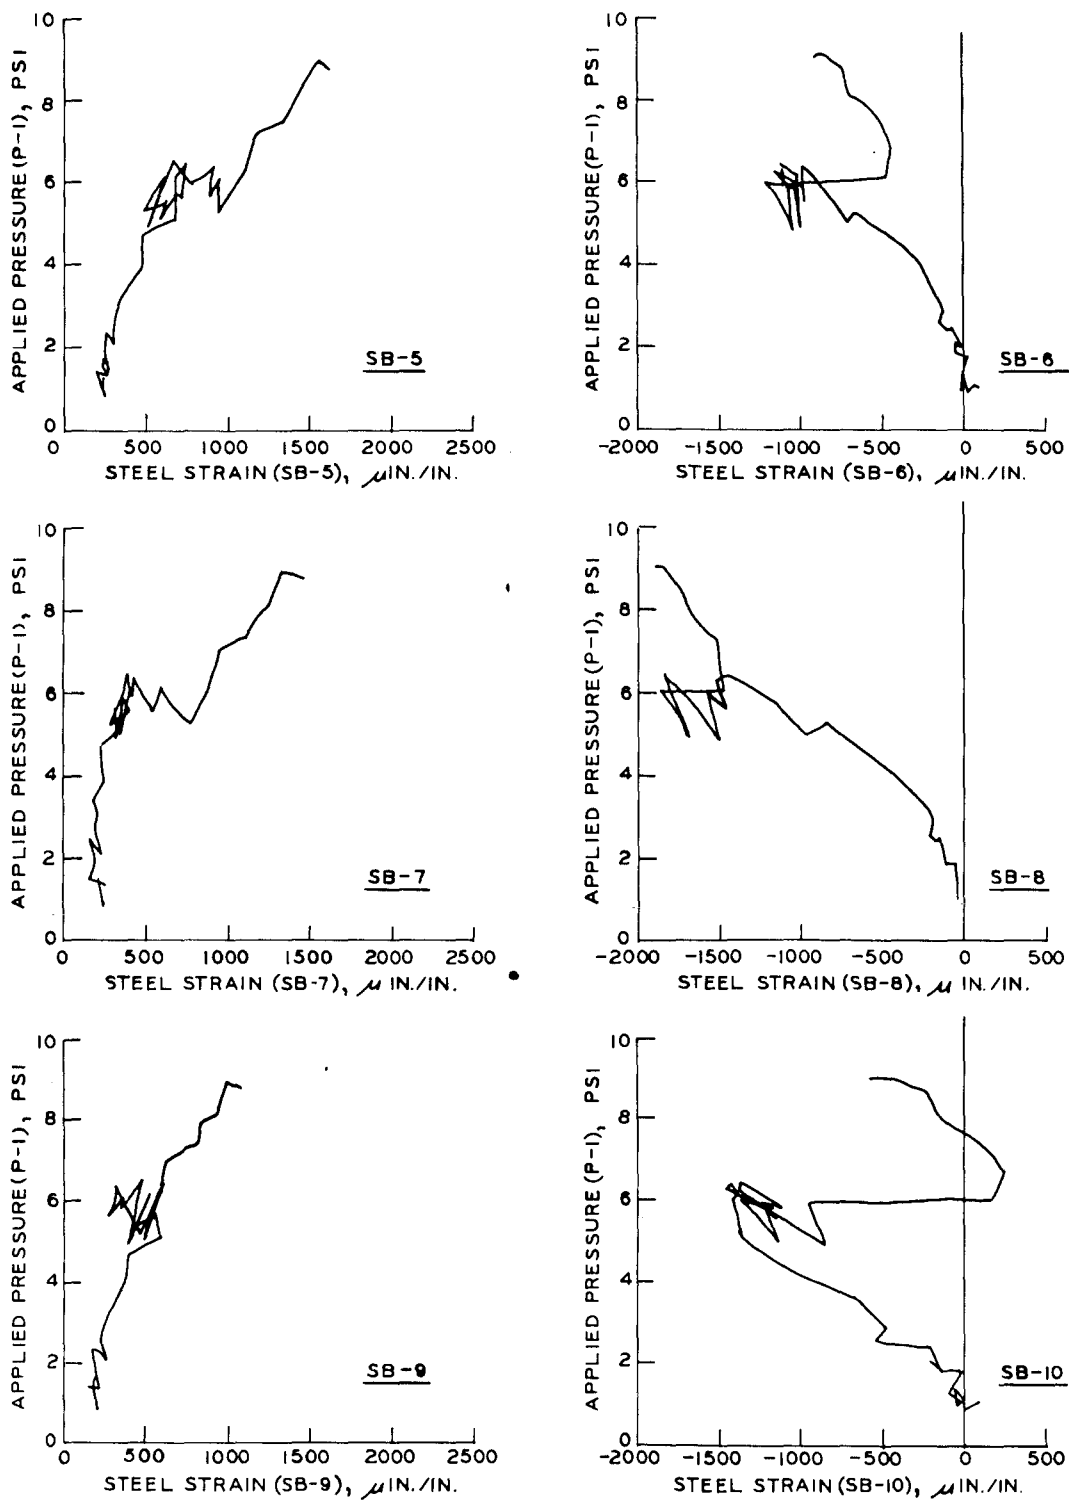 APPLIED PRESSURE (P-1), PSI
10
8
6
4
2
0
SB-5
0 500 1000 1500 2000 2500
STEEL STRAIN (SB-5), μIN./IN.
APPLIED PRESSURE (P-1), PSI
10
8
6
4
2
0
SB-6
-2000 -1500 -1000 -500 0 500
STEEL STRAIN (SB-6), μIN./IN.
APPLIED PRESSURE (P-1), PSI
10
8
6
4
2
0
SB-7
0 500 1000 1500 2000 2500
STEEL STRAIN (SB-7), μ IN./IN.
APPLIED PRESSURE (P-1), PSI
10
8
6
4
2
0
SB-8
-2000 -1500 -1000 -500 0 500
STEEL STRAIN (SB-8), μ IN./IN.
APPLIED PRESSURE (P-1), PSI
10
8
6
4
2
0
SB-9
0 500 1000 1500 2000 2500
STEEL STRAIN (SB-9), μ IN./IN.
APPLIED PRESSURE (P-1), PSI
10
8
6
4
2
0
SB-10
-2000 -1500 -1000 -500 0 500
STEEL STRAIN (SB-10), μ IN./IN.